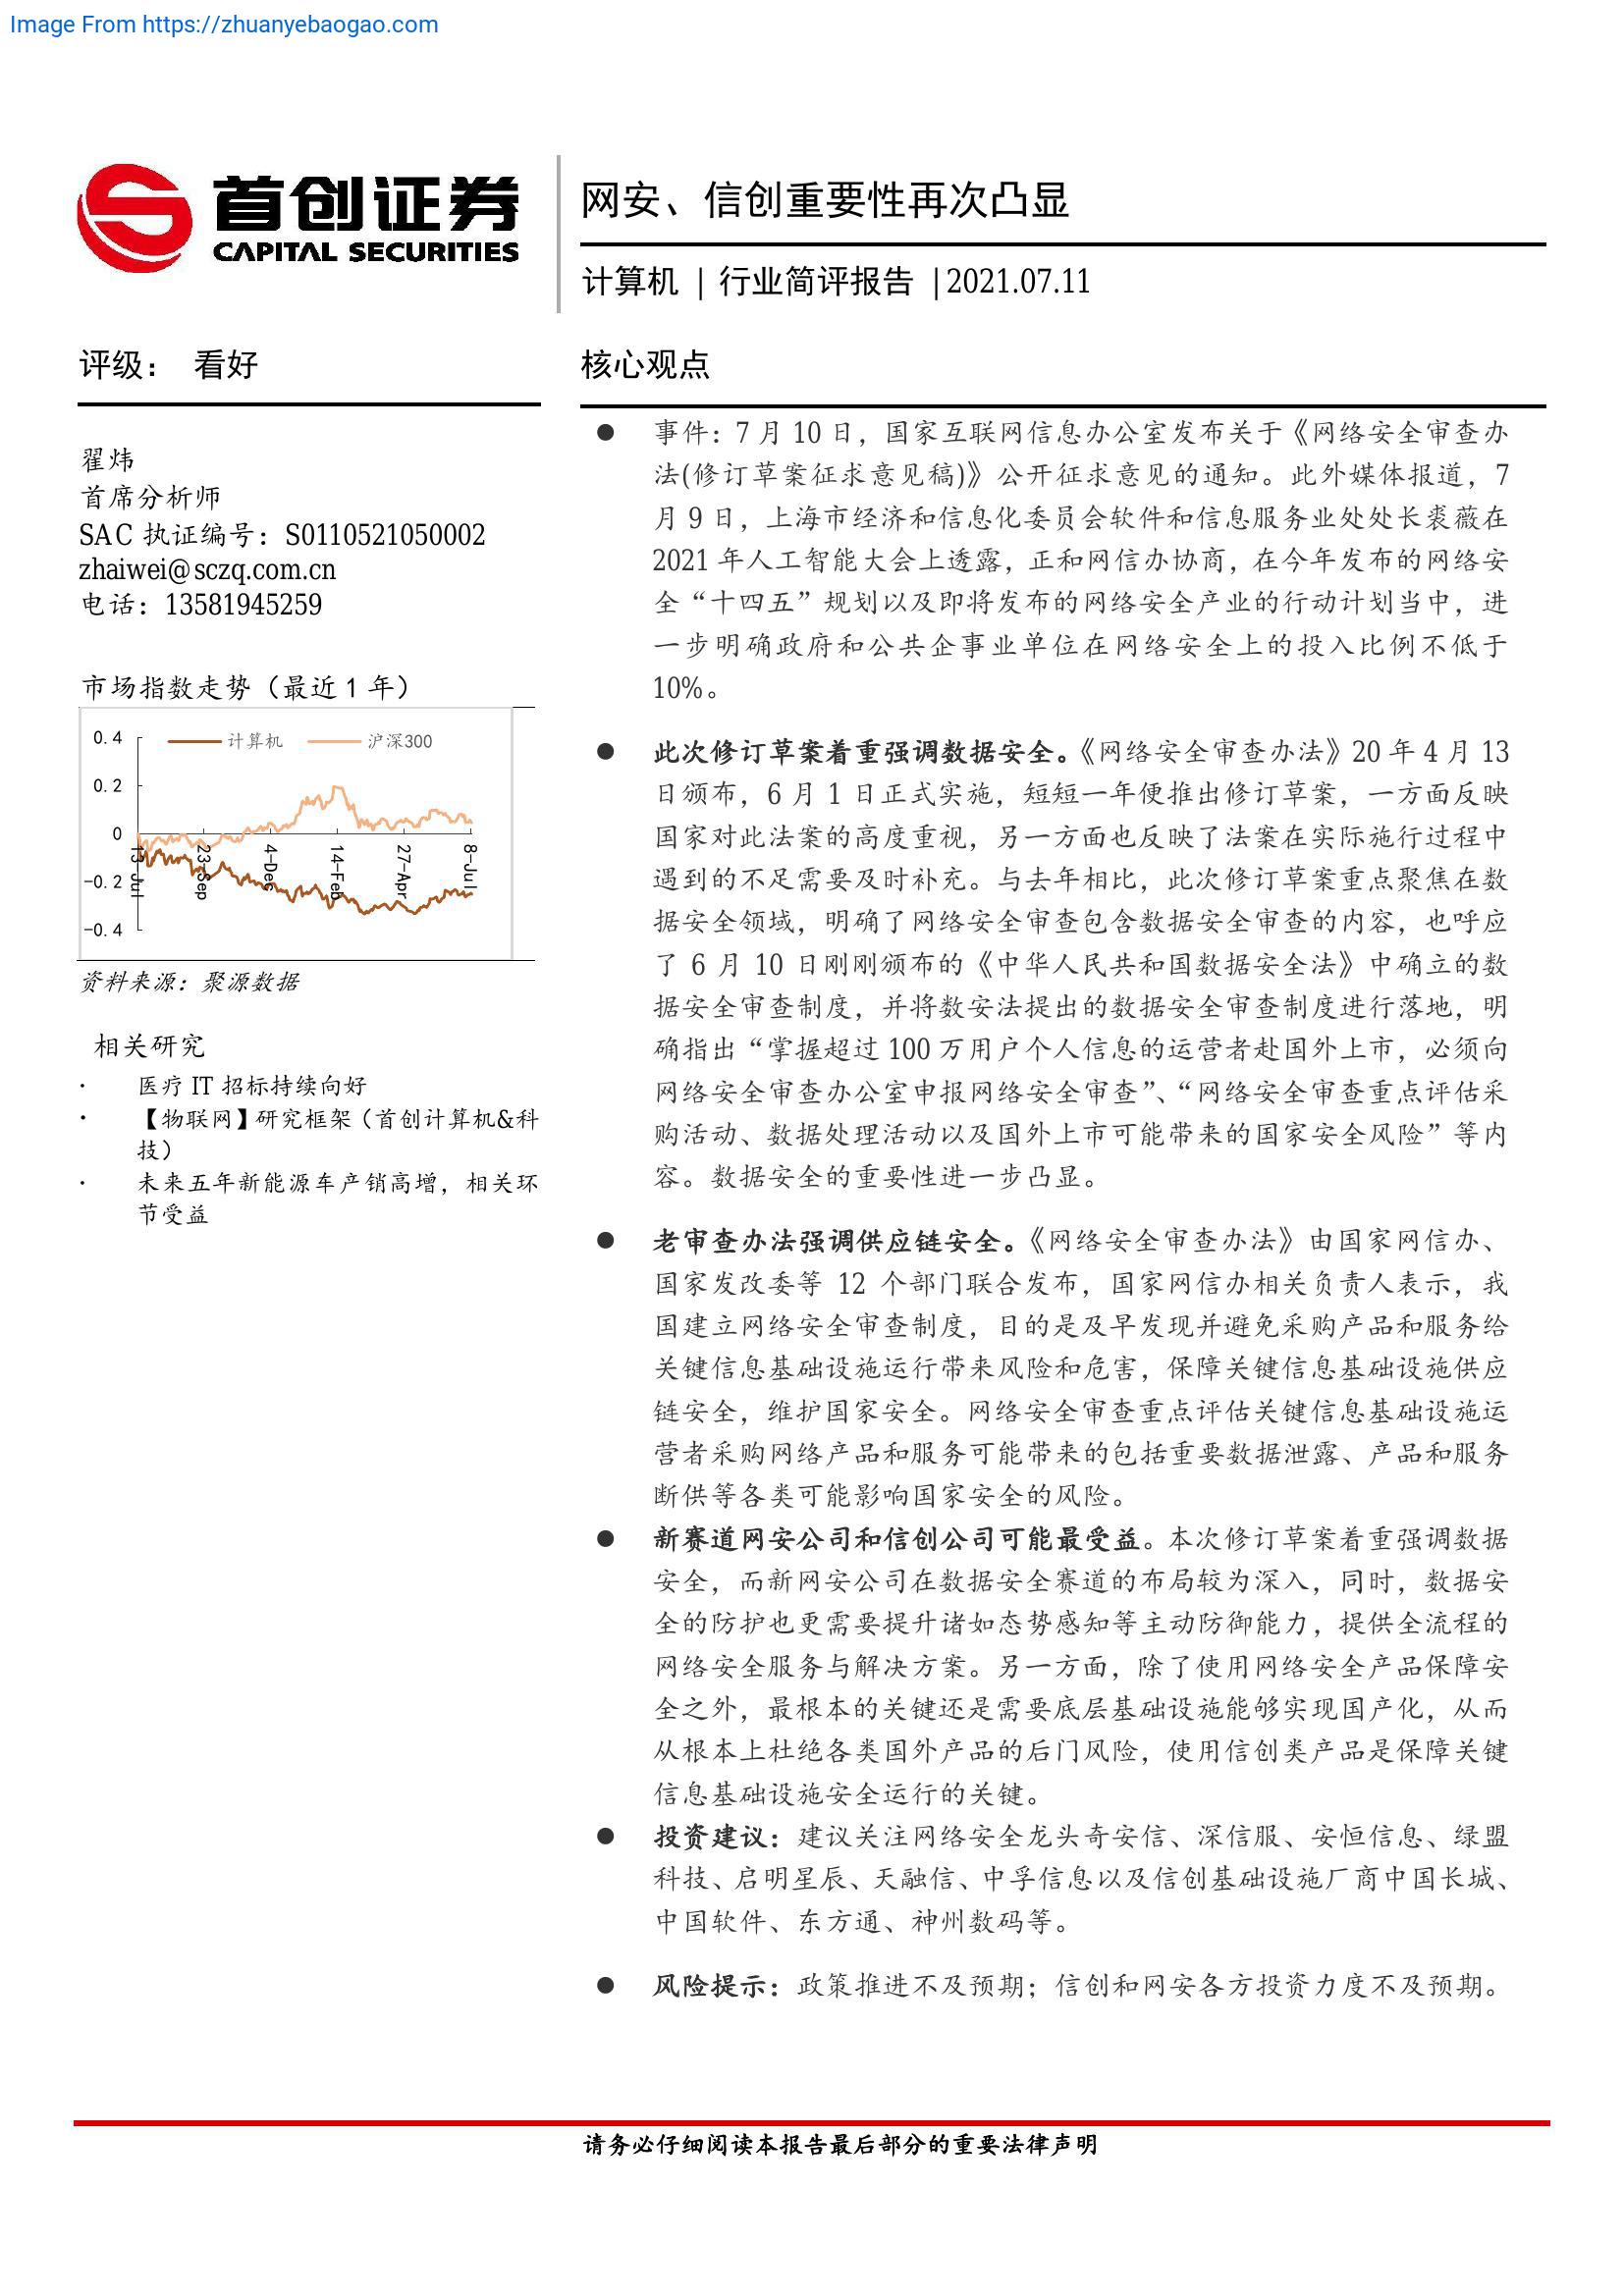 Image From https://zhuanyebaogao.com
首创证券
CAPITAL SECURITIES
网安、信创重要性再次凸显
计算机 | 行业简评报告 |2021.07.11
评级： 看好
翟炜
首席分析师
SAC 执证编号：S0110521050002
zhaiwei@sczq.com.cn
电话：13581945259
市场指数走势（最近 1 年）
计算机 沪深300
0.4
0.2
0
-0.2
-0.4
13-Jul 23-Sep 4-Dec 14-Feb 27-Apr 8-Jul
资料来源：聚源数据
相关研究
· 医疗 IT 招标持续向好
· 【物联网】研究框架（首创计算机&科
技）
· 未来五年新能源车产销高增，相关环
节受益
核心观点
● 事件：7 月 10 日，国家互联网信息办公室发布关于《网络安全审查办
法(修订草案征求意见稿)》公开征求意见的通知。此外媒体报道，7
月 9 日，上海市经济和信息化委员会软件和信息服务业处处长裘薇在
2021 年人工智能大会上透露，正和网信办协商，在今年发布的网络安
全“十四五”规划以及即将发布的网络安全产业的行动计划当中，进
一步明确政府和公共企事业单位在网络安全上的投入比例不低于
10%。
● 此次修订草案着重强调数据安全。《网络安全审查办法》20 年 4 月 13
日颁布，6 月 1 日正式实施，短短一年便推出修订草案，一方面反映
国家对此法案的高度重视，另一方面也反映了法案在实际施行过程中
遇到的不足需要及时补充。与去年相比，此次修订草案重点聚焦在数
据安全领域，明确了网络安全审查包含数据安全审查的内容，也呼应
了 6 月 10 日刚刚颁布的《中华人民共和国数据安全法》中确立的数
据安全审查制度，并将数安法提出的数据安全审查制度进行落地，明
确指出“掌握超过 100 万用户个人信息的运营者赴国外上市，必须向
网络安全审查办公室申报网络安全审查”、“网络安全审查重点评估采
购活动、数据处理活动以及国外上市可能带来的国家安全风险”等内
容。数据安全的重要性进一步凸显。
● 老审查办法强调供应链安全。《网络安全审查办法》由国家网信办、
国家发改委等 12 个部门联合发布，国家网信办相关负责人表示，我
国建立网络安全审查制度，目的是及早发现并避免采购产品和服务给
关键信息基础设施运行带来风险和危害，保障关键信息基础设施供应
链安全，维护国家安全。网络安全审查重点评估关键信息基础设施运
营者采购网络产品和服务可能带来的包括重要数据泄露、产品和服务
断供等各类可能影响国家安全的风险。
● 新赛道网安公司和信创公司可能最受益。本次修订草案着重强调数据
安全，而新网安公司在数据安全赛道的布局较为深入，同时，数据安
全的防护也更需要提升诸如态势感知等主动防御能力，提供全流程的
网络安全服务与解决方案。另一方面，除了使用网络安全产品保障安
全之外，最根本的关键还是需要底层基础设施能够实现国产化，从而
从根本上杜绝各类国外产品的后门风险，使用信创类产品是保障关键
信息基础设施安全运行的关键。
● 投资建议：建议关注网络安全龙头奇安信、深信服、安恒信息、绿盟
科技、启明星辰、天融信、中孚信息以及信创基础设施厂商中国长城、
中国软件、东方通、神州数码等。
● 风险提示：政策推进不及预期；信创和网安各方投资力度不及预期。
请务必仔细阅读本报告最后部分的重要法律声明